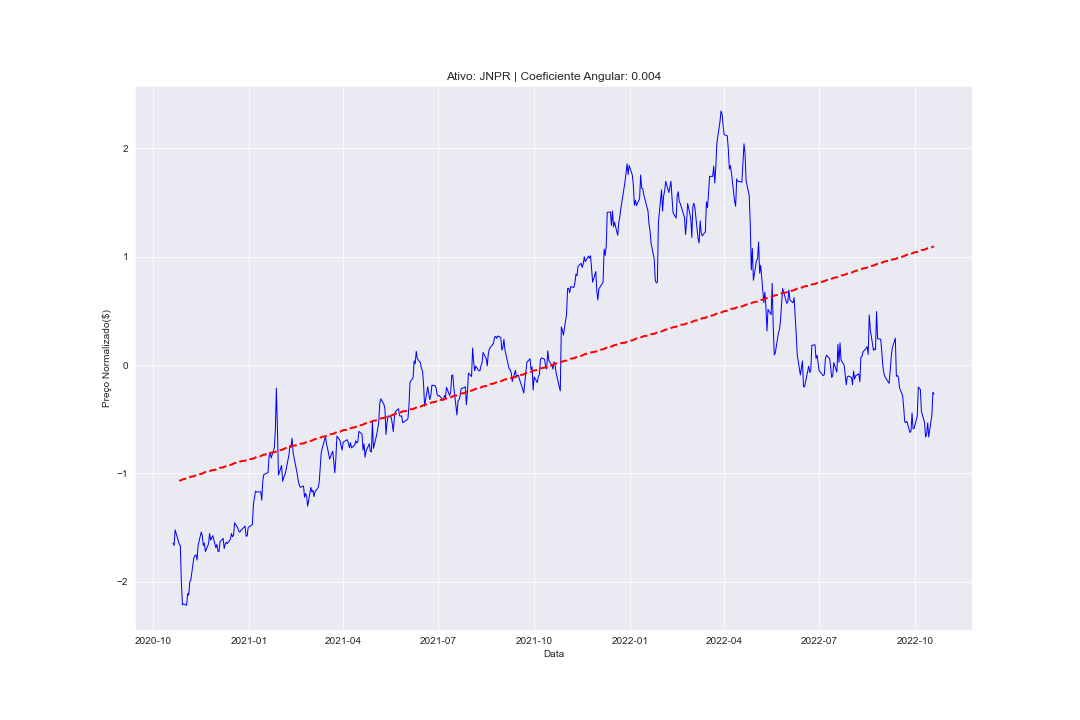 Ativo: JNPR | Coeficiente Angular: 0.004
Preço Normalizado($)
2
1
0
−1
−2
2020-10 2021-01 2021-04 2021-07 2021-10 2022-01 2022-04 2022-07 2022-10
Data